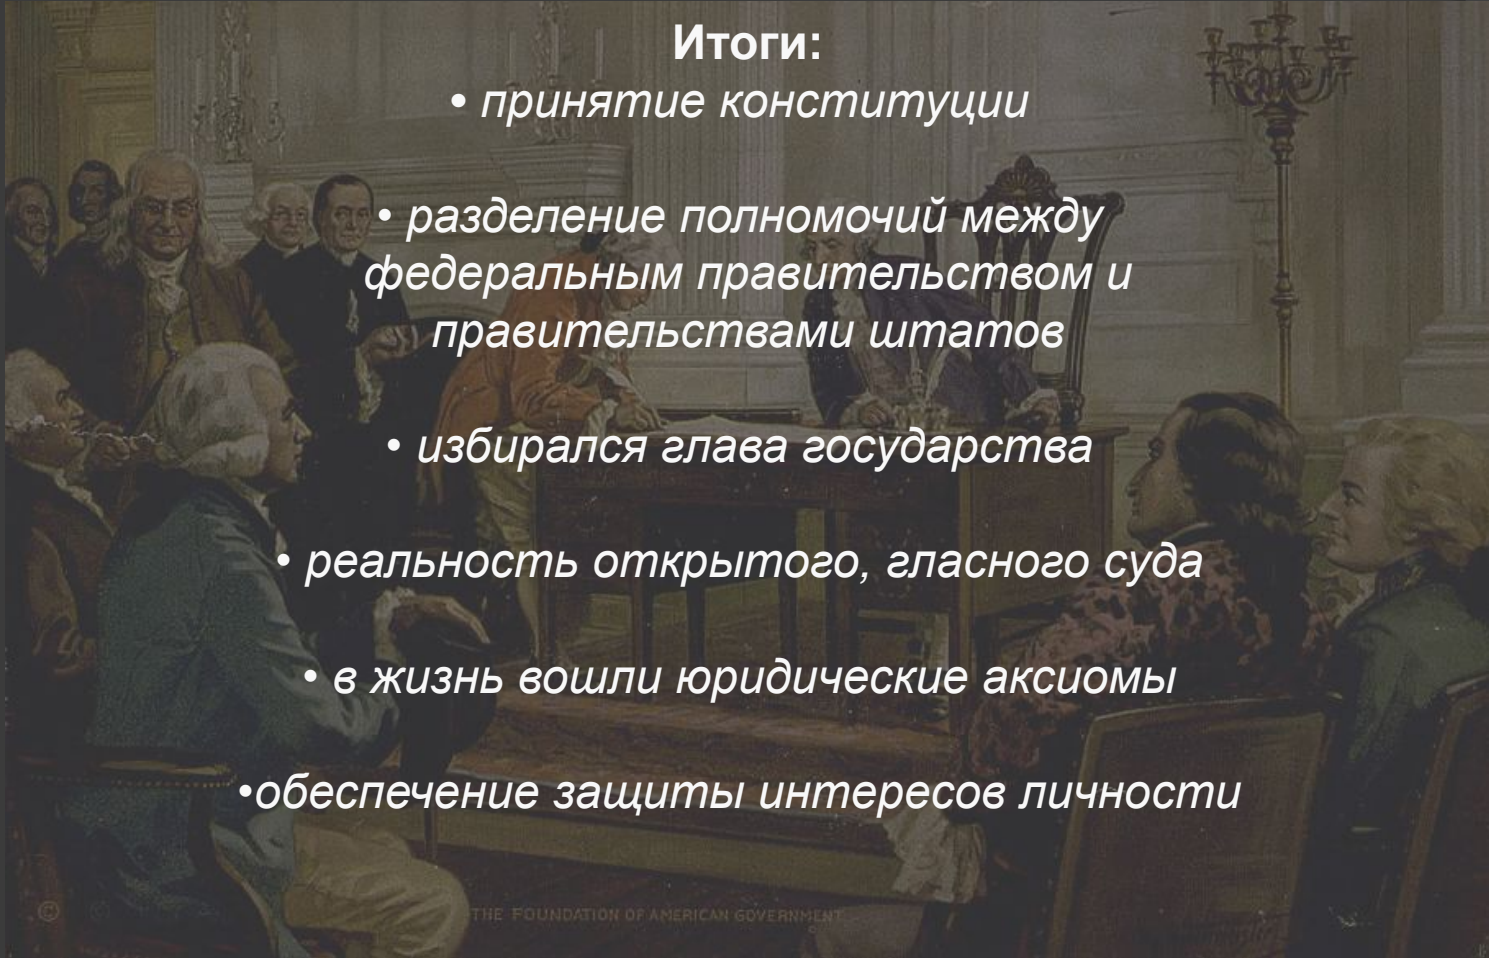 Итоги:
• принятие конституции
• разделение полномочий между
федеральным правительством и
правительствами штатов
• избирался глава государства
• реальность открытого, гласного суда
• в жизнь вошли юридические аксиомы
•обеспечение защиты интересов личности
© THE FOUNDATION OF AMERICAN GOVERNMENT